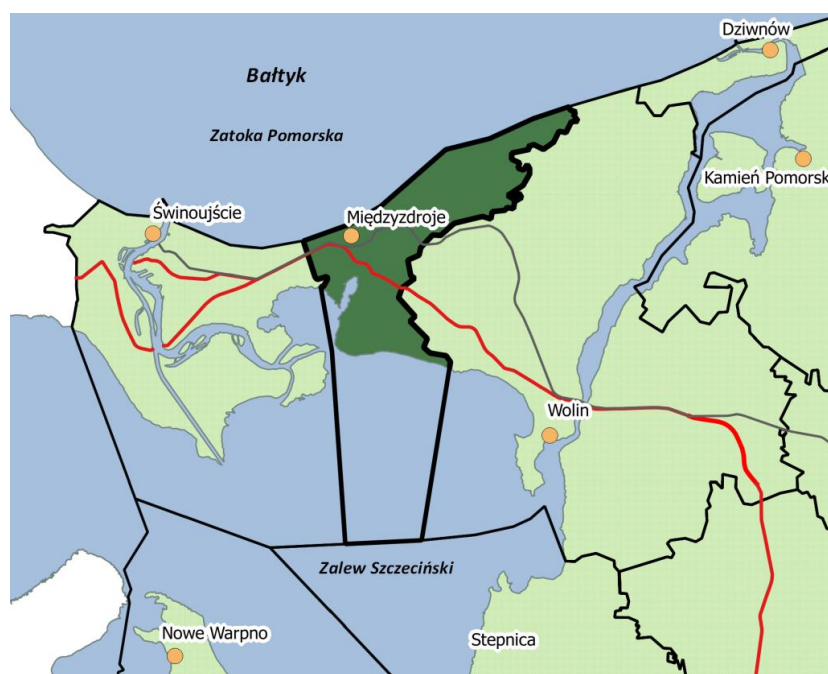 Dziwnów
Bałtyk
Zatoka Pomorska
Kamień Pomorsk
Świnoujście
Międzyzdroje
Wolin
Zalew Szczeciński
Nowe Warpno
Stepnica